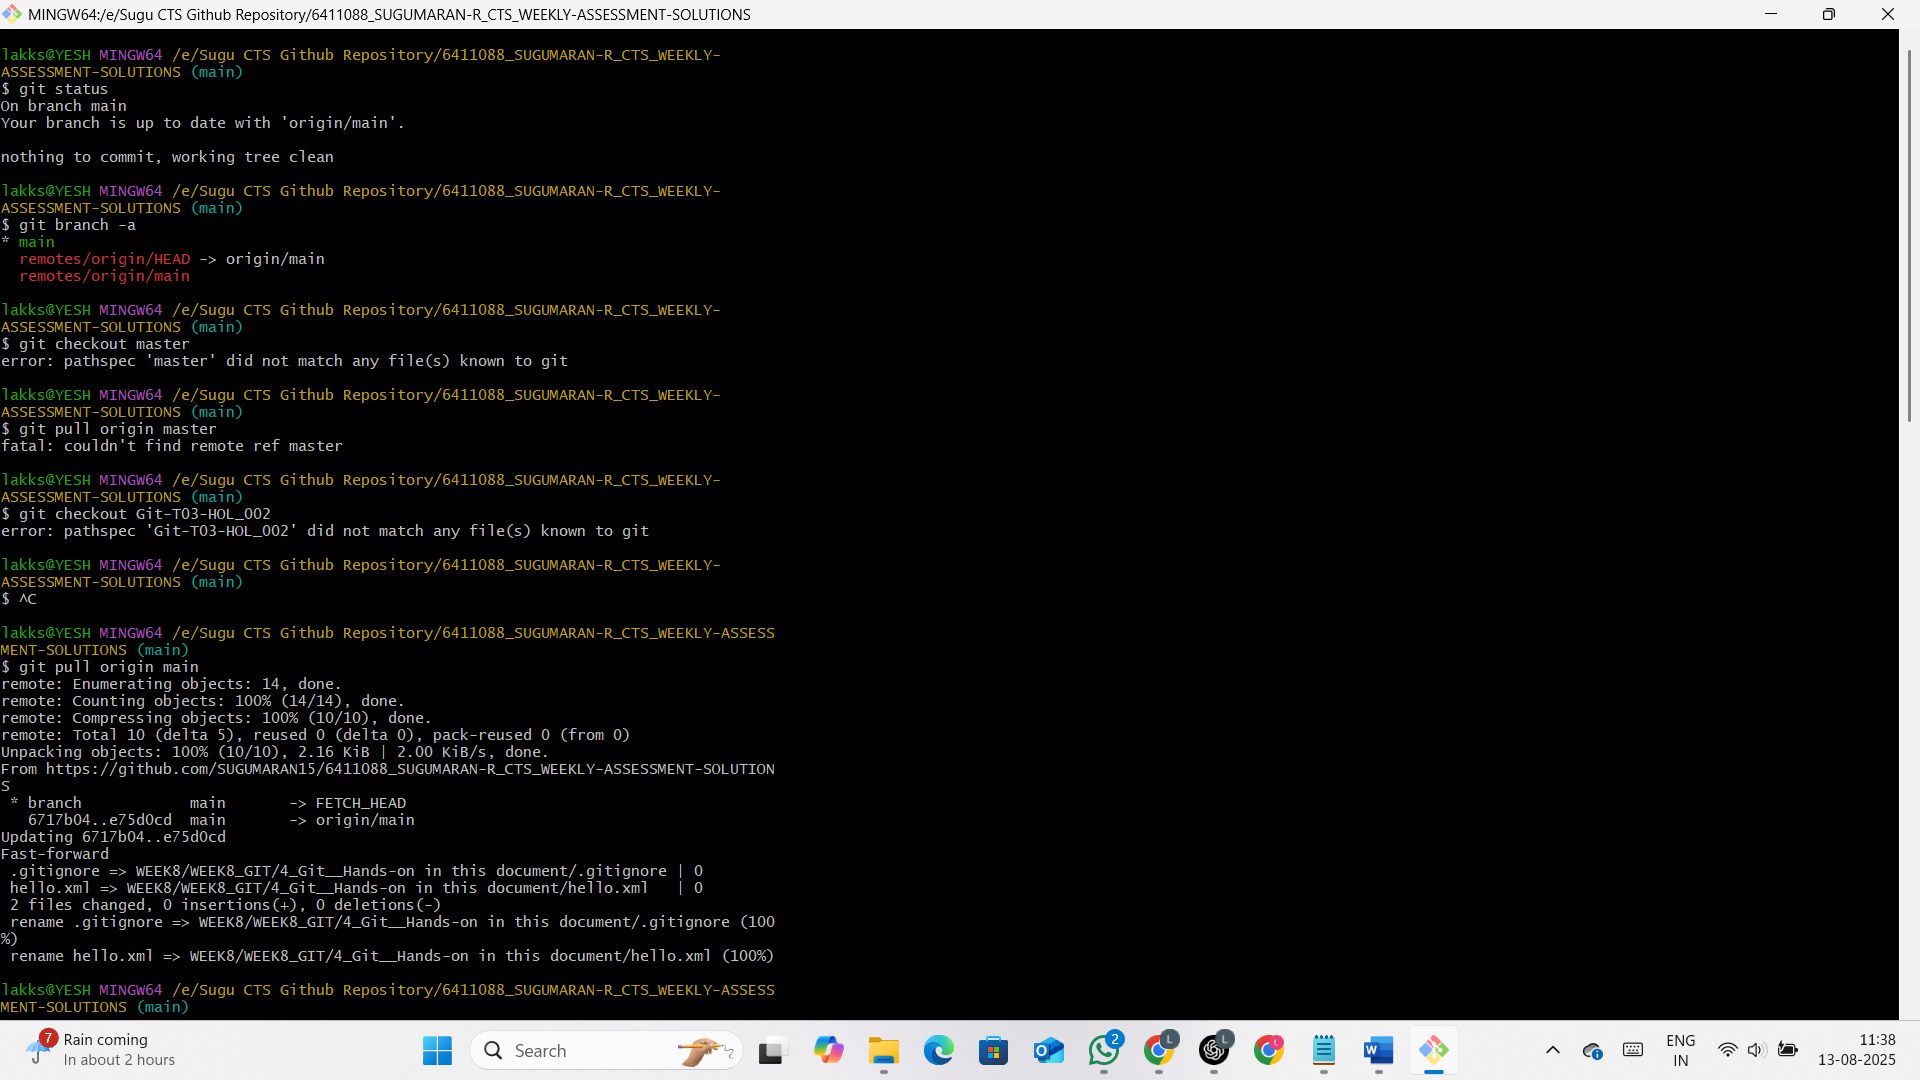 MINGW64:/e/Sugu CTS Github Repository/6411088_SUGUMARAN-R_CTS_WEEKLY-ASSESSMENT-SOLUTIONS
lakks@YESH MINGW64 /e/Sugu CTS Github Repository/6411088_SUGUMARAN-R_CTS_WEEKLY-
ASSESSMENT-SOLUTIONS (main)
$ git status
On branch main
Your branch is up to date with 'origin/main'.
nothing to commit, working tree clean
lakks@YESH MINGW64 /e/Sugu CTS Github Repository/6411088_SUGUMARAN-R_CTS_WEEKLY-
ASSESSMENT-SOLUTIONS (main)
$ git branch -a
* main
  remotes/origin/HEAD -> origin/main
  remotes/origin/main
lakks@YESH MINGW64 /e/Sugu CTS Github Repository/6411088_SUGUMARAN-R_CTS_WEEKLY-
ASSESSMENT-SOLUTIONS (main)
$ git checkout master
error: pathspec 'master' did not match any file(s) known to git
lakks@YESH MINGW64 /e/Sugu CTS Github Repository/6411088_SUGUMARAN-R_CTS_WEEKLY-
ASSESSMENT-SOLUTIONS (main)
$ git pull origin master
fatal: couldn't find remote ref master
lakks@YESH MINGW64 /e/Sugu CTS Github Repository/6411088_SUGUMARAN-R_CTS_WEEKLY-
ASSESSMENT-SOLUTIONS (main)
$ git checkout Git-T03-HOL_002
error: pathspec 'Git-T03-HOL_002' did not match any file(s) known to git
lakks@YESH MINGW64 /e/Sugu CTS Github Repository/6411088_SUGUMARAN-R_CTS_WEEKLY-
ASSESSMENT-SOLUTIONS (main)
$ ^C
lakks@YESH MINGW64 /e/Sugu CTS Github Repository/6411088_SUGUMARAN-R_CTS_WEEKLY-ASSESS
MENT-SOLUTIONS (main)
$ git pull origin main
remote: Enumerating objects: 14, done.
remote: Counting objects: 100% (14/14), done.
remote: Compressing objects: 100% (10/10), done.
remote: Total 10 (delta 5), reused 0 (delta 0), pack-reused 0 (from 0)
Unpacking objects: 100% (10/10), 2.16 KiB | 2.00 KiB/s, done.
From https://github.com/SUGUMARAN15/6411088_SUGUMARAN-R_CTS_WEEKLY-ASSESSMENT-SOLUTION
S
 * branch            main       -> FETCH_HEAD
   6717b04..e75d0cd  main       -> origin/main
Updating 6717b04..e75d0cd
Fast-forward
 .gitignore => WEEK8/WEEK8_GIT/4_Git__Hands-on in this document/.gitignore | 0
 hello.xml => WEEK8/WEEK8_GIT/4_Git__Hands-on in this document/hello.xml   | 0
 2 files changed, 0 insertions(+), 0 deletions(-)
 rename .gitignore => WEEK8/WEEK8_GIT/4_Git__Hands-on in this document/.gitignore (100
%)
 rename hello.xml => WEEK8/WEEK8_GIT/4_Git__Hands-on in this document/hello.xml (100%)
lakks@YESH MINGW64 /e/Sugu CTS Github Repository/6411088_SUGUMARAN-R_CTS_WEEKLY-ASSESS
MENT-SOLUTIONS (main)
7
Rain coming
In about 2 hours
Search
2
L
L
L
ENG
IN
11:38
13-08-2025